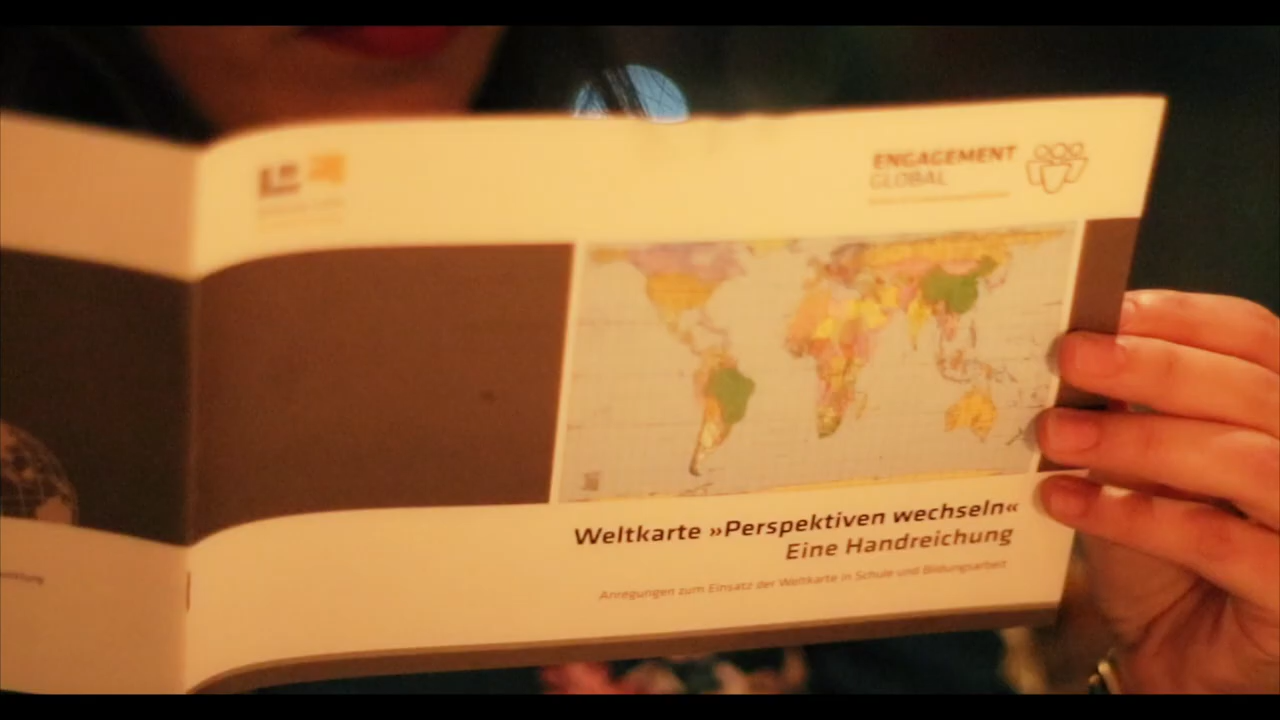 ENGAGEMENT
GLOBAL
Weltkarte »Perspektiven wechseln«
Eine Handreichung
Anregungen zum Einsatz der Weltkarte in Schule und Bildungsarbeit